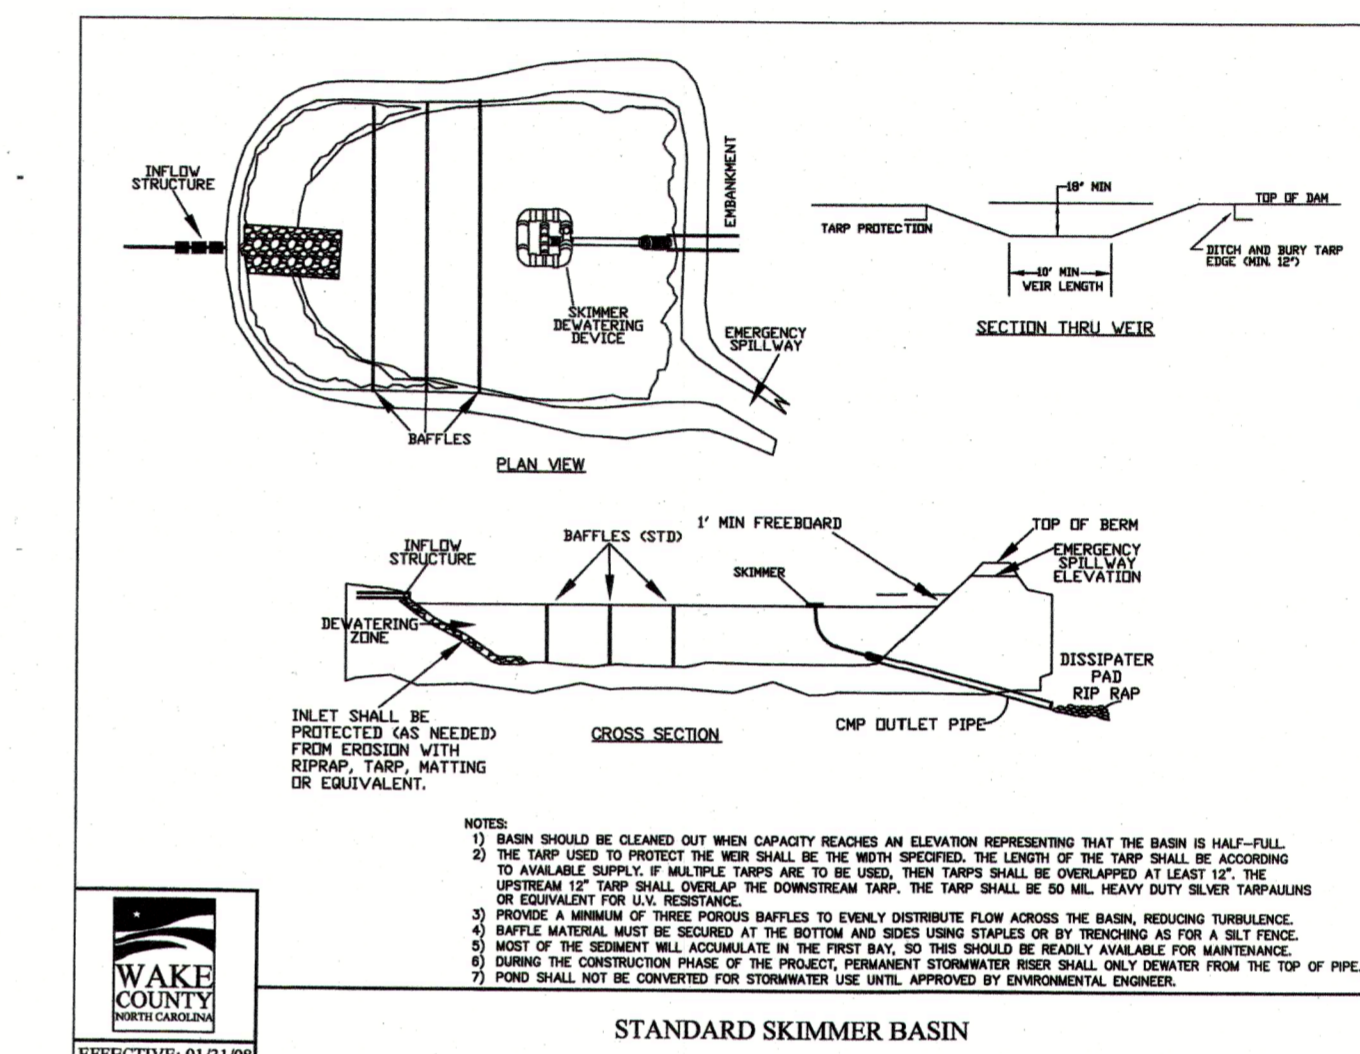 INFLOW
STRUCTURE
EMBANKMENT
SKIMMER
DEWATERING
DEVICE
EMERGENCY
SPILLWAY
BAFFLES
PLAN VIEW
18" MIN
TOP OF DAM
TARP PROTECTION
DITCH AND BURY TARP
EDGE (MIN. 12")
10' MIN
WEIR LENGTH
SECTION THRU WEIR
INFLOW
STRUCTURE
BAFFLES (STD)
1' MIN FREEBOARD
TOP OF BERM
EMERGENCY
SPILLWAY
ELEVATION
SKIMMER
DEWATERING
ZONE
DISSIPATER
PAD
RIP RAP
CMP OUTLET PIPE
INLET SHALL BE
PROTECTED (AS NEEDED)
FROM EROSION WITH
RIPRAP, TARP, MATTING
OR EQUIVALENT.
CROSS SECTION
NOTES:
1) BASIN SHOULD BE CLEANED OUT WHEN CAPACITY REACHES AN ELEVATION REPRESENTING THAT THE BASIN IS HALF-FULL.
2) THE TARP USED TO PROTECT THE WEIR SHALL BE THE WIDTH SPECIFIED. THE LENGTH OF THE TARP SHALL BE ACCORDING
TO AVAILABLE SUPPLY. IF MULTIPLE TARPS ARE TO BE USED, THEN TARPS SHALL BE OVERLAPPED AT LEAST 12". THE
UPSTREAM 12" TARP SHALL OVERLAP THE DOWNSTREAM TARP. THE TARP SHALL BE 50 MIL. HEAVY DUTY SILVER TARPAULINS
OR EQUIVALENT FOR U.V. RESISTANCE.
3) PROVIDE A MINIMUM OF THREE POROUS BAFFLES TO EVENLY DISTRIBUTE FLOW ACROSS THE BASIN, REDUCING TURBULENCE.
4) BAFFLE MATERIAL MUST BE SECURED AT THE BOTTOM AND SIDES USING STAPLES OR BY TRENCHING AS FOR A SILT FENCE.
5) MOST OF THE SEDIMENT WILL ACCUMULATE IN THE FIRST BAY, SO THIS SHOULD BE READILY AVAILABLE FOR MAINTENANCE.
6) DURING THE CONSTRUCTION PHASE OF THE PROJECT, PERMANENT STORMWATER RISER SHALL ONLY DEWATER FROM THE TOP OF PIPE.
7) POND SHALL NOT BE CONVERTED FOR STORMWATER USE UNTIL APPROVED BY ENVIRONMENTAL ENGINEER.
WAKE
COUNTY
NORTH CAROLINA
EFFECTIVE: 01/31/08
STANDARD SKIMMER BASIN